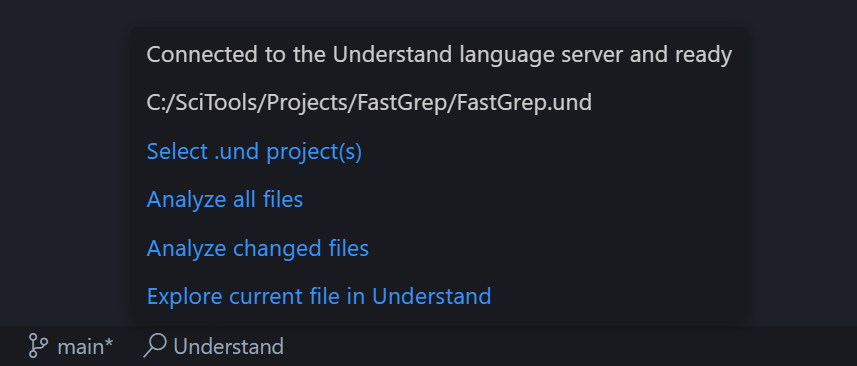 Connected to the Understand language server and ready
C:/SciTools/Projects/FastGrep/FastGrep.und
Select .und project(s)
Analyze all files
Analyze changed files
Explore current file in Understand
main* Understand